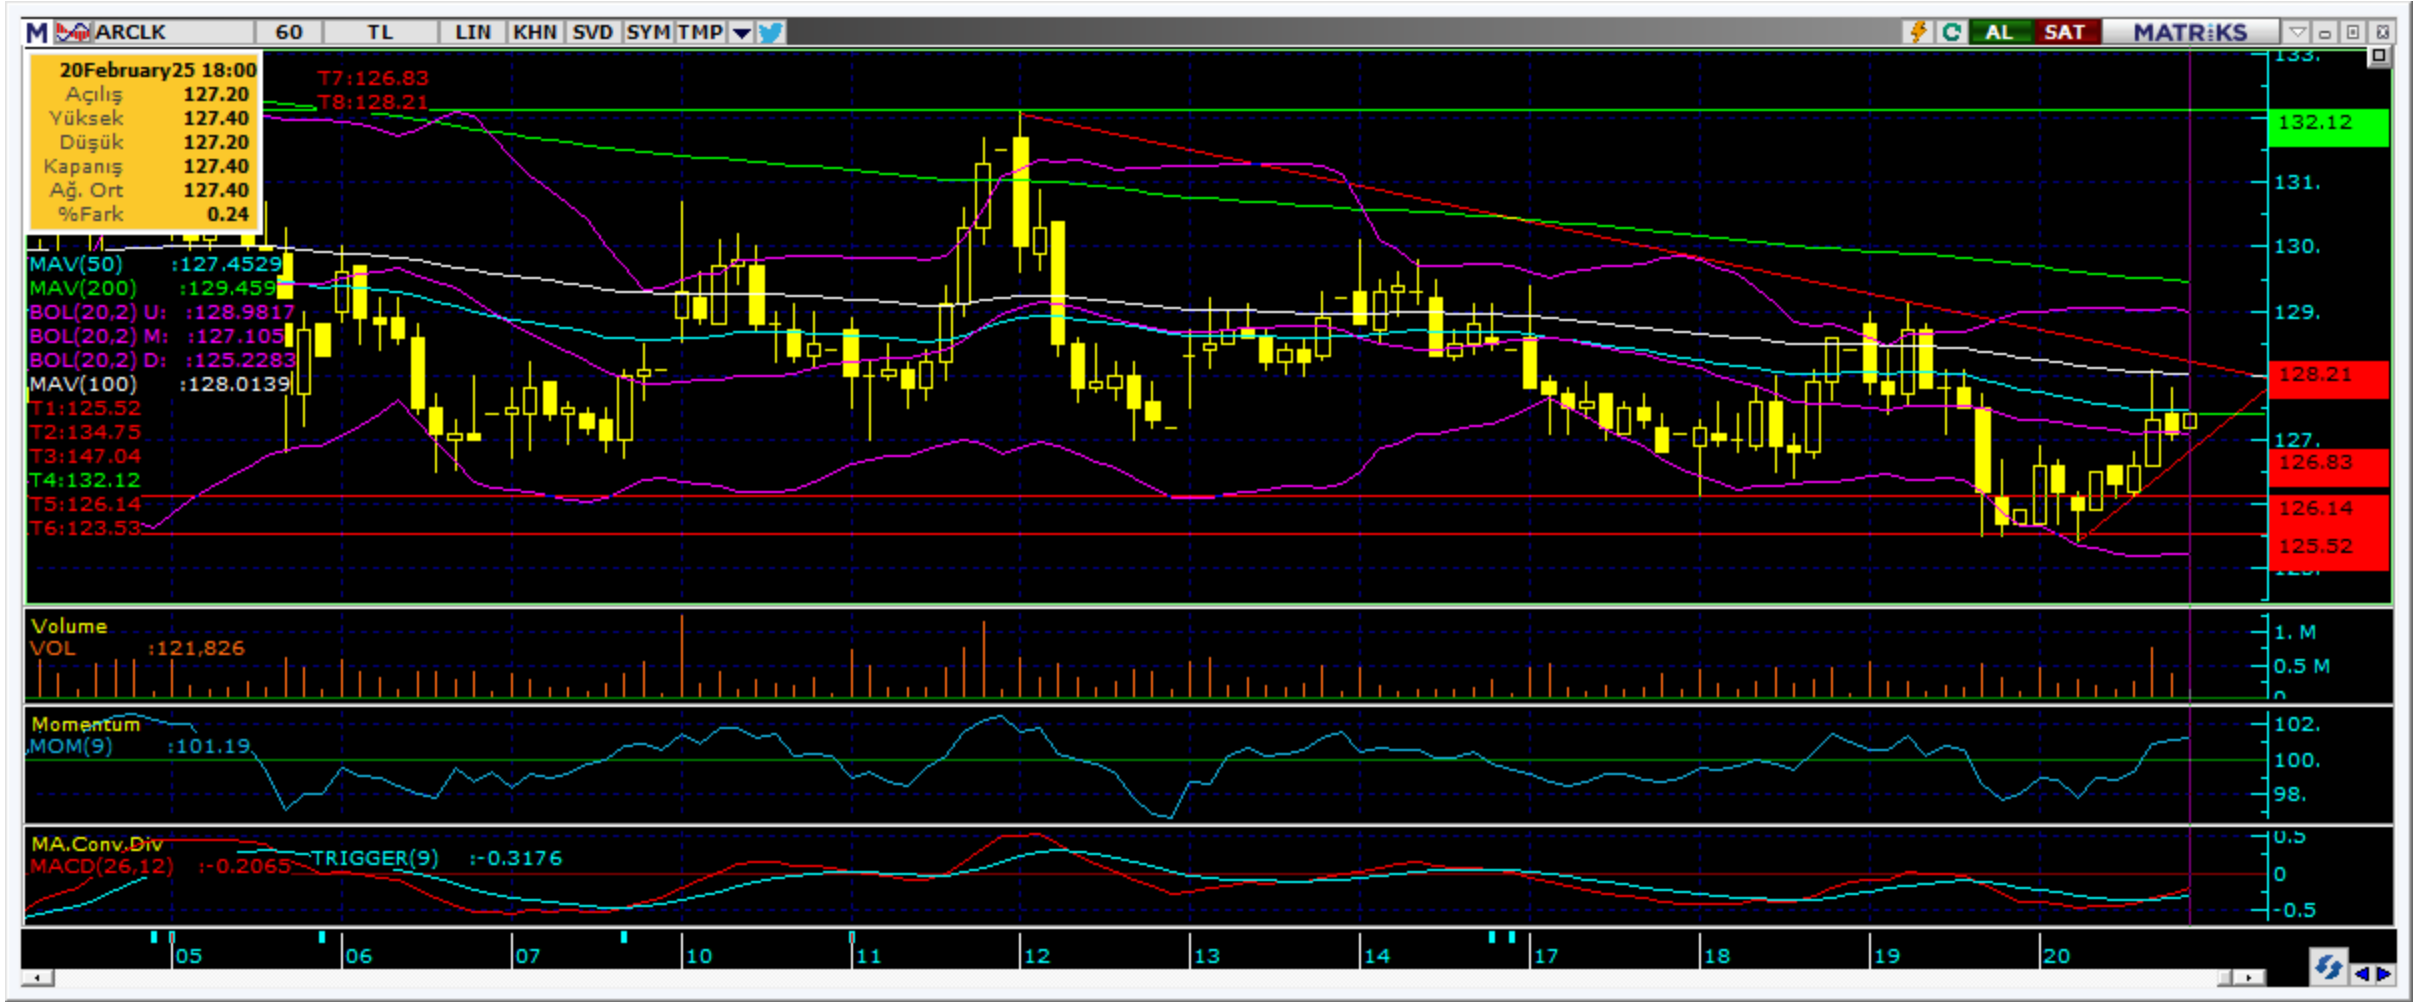 M ARCLK 60 TL LIN KHN SVD SYM TMP AL SAT MATRiKS
20February25 18:00
Açılış 127.20
Yüksek 127.40
Düşük 127.20
Kapanış 127.40
Ağ. Ort 127.40
%Fark 0.24
T7:126.83
T8:128.21
MAV(50) :127.4529
MAV(200) :129.459
BOL(20,2) U: :128.9817
BOL(20,2) M: :127.105
BOL(20,2) D: :125.2283
MAV(100) :128.0139
T1:125.52
T2:134.75
T3:147.04
T4:132.12
T5:126.14
T6:123.53
133.
132.12
131.
130.
129.
128.21
127.
126.83
126.14
125.52
Volume
VOL :121,826
1. M
0.5 M
0
Momentum
MOM(9) :101.19
102.
100.
98.
MA.Conv.Div
MACD(26,12) :-0.2065 TRIGGER(9) :-0.3176
0.5
0
-0.5
05 06 07 10 11 12 13 14 17 18 19 20